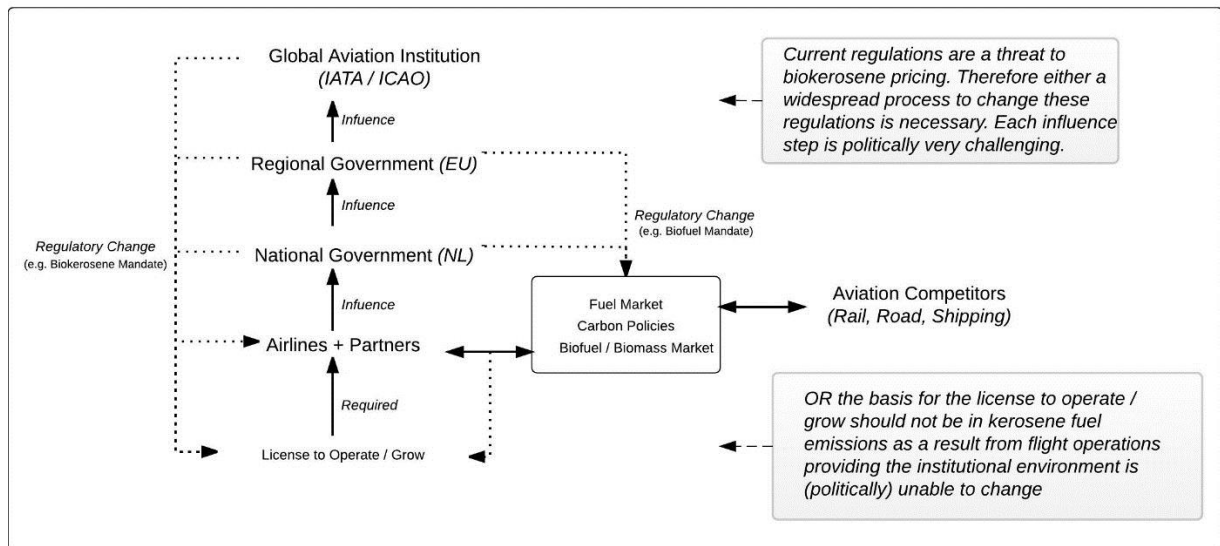 Global Aviation Institution
(IATA / ICAO)
Infuence
Regional Government (EU)
Infuence
National Government (NL)
Infuence
Airlines + Partners
Required
License to Operate / Grow
Regulatory Change
(e.g. Biokerosene Mandate)
Regulatory Change
(e.g. Biofuel Mandate)
Fuel Market
Carbon Policies
Biofuel / Biomass Market
Aviation Competitors
(Rail, Road, Shipping)
Current regulations are a threat to
biokerosene pricing. Therefore either a
widespread process to change these
regulations is necessary. Each influence
step is politically very challenging.
OR the basis for the license to operate /
grow should not be in kerosene fuel
emissions as a result from flight operations
providing the institutional environment is
(politically) unable to change